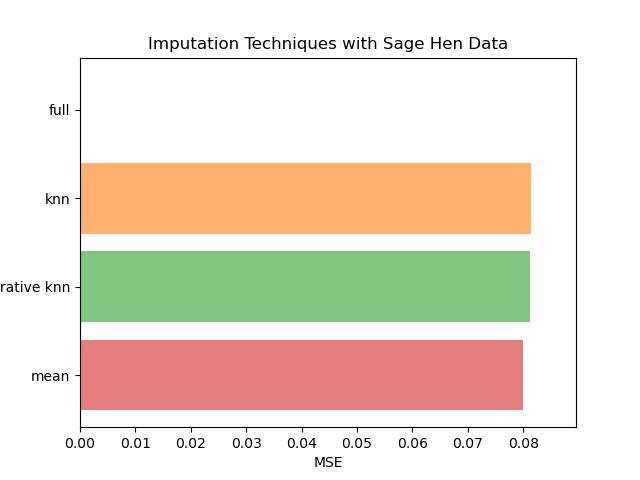 Imputation Techniques with Sage Hen Data
full
knn
rative knn
mean
0.00 0.01 0.02 0.03 0.04 0.05 0.06 0.07 0.08
MSE